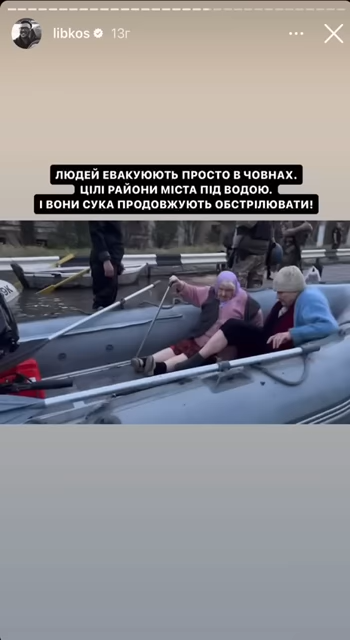 libkos 13г
ЛЮДЕЙ ЕВАКУЮЮТЬ ПРОСТО В ЧОВНАХ.
ЦІЛІ РАЙОНИ МІСТА ПІД ВОДОЮ.
І ВОНИ СУКА ПРОДОВЖУЮТЬ ОБСТРІЛЮВАТИ!